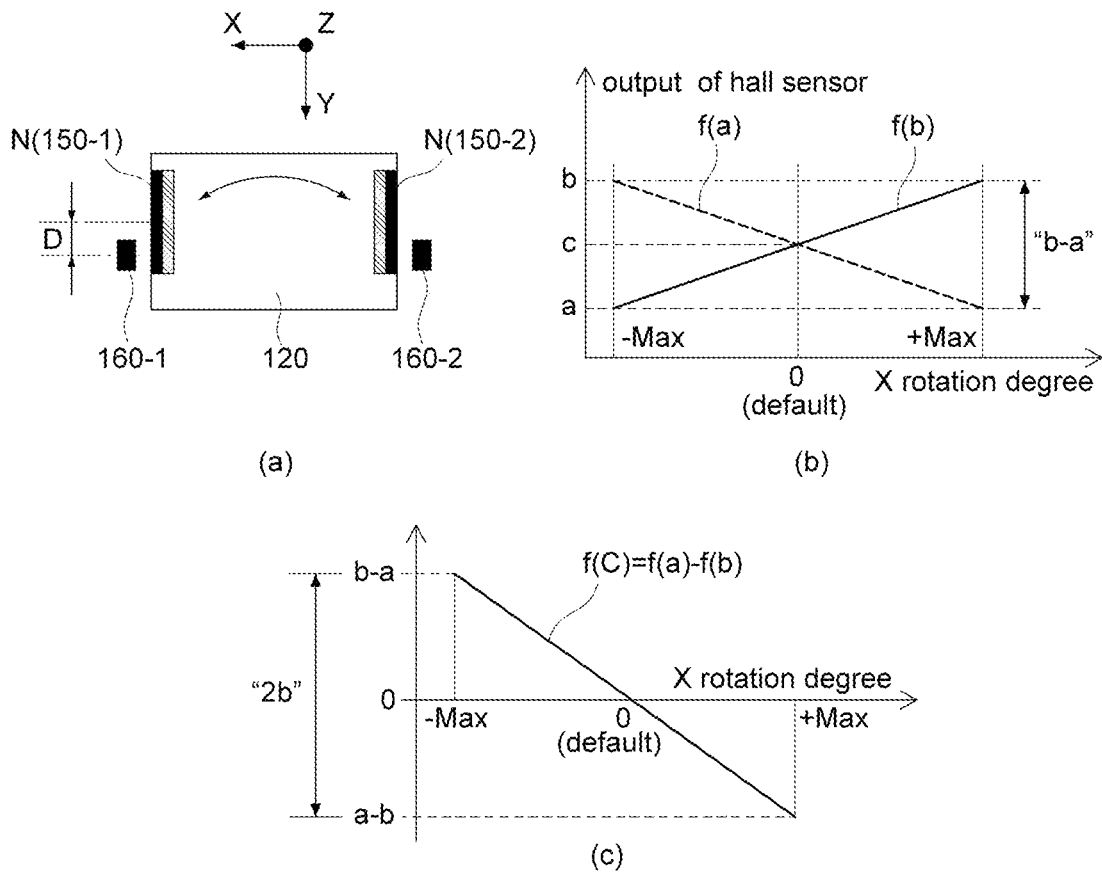 X
Z
Y
N(150-1)
N(150-2)
D
160-1
120
160-2
(a)
output of hall sensor
f(a)
f(b)
b
c
a
"b-a"
-Max
+Max
0
(default)
X rotation degree
(b)
f(C)=f(a)-f(b)
b-a
"2b"
0
a-b
X rotation degree
-Max
0
(default)
+Max
(c)